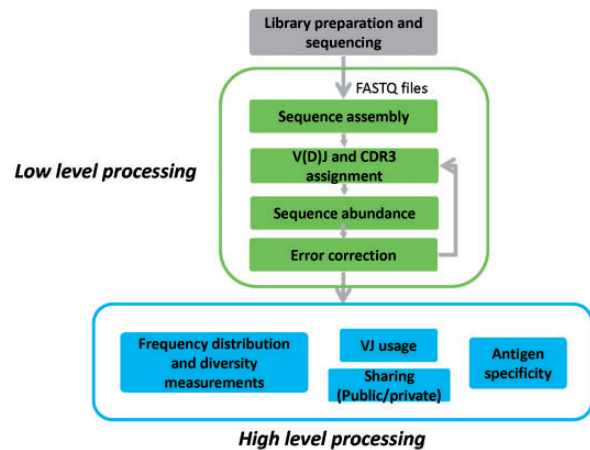 Library preparation and
sequencing
FASTQ files
Sequence assembly
Low level processing
V(D)J and CDR3
assignment
Sequence abundance
Error correction
Frequency distribution
and diversity
measurements
VJ usage
Sharing
(Public/private)
Antigen
specificity
High level processing